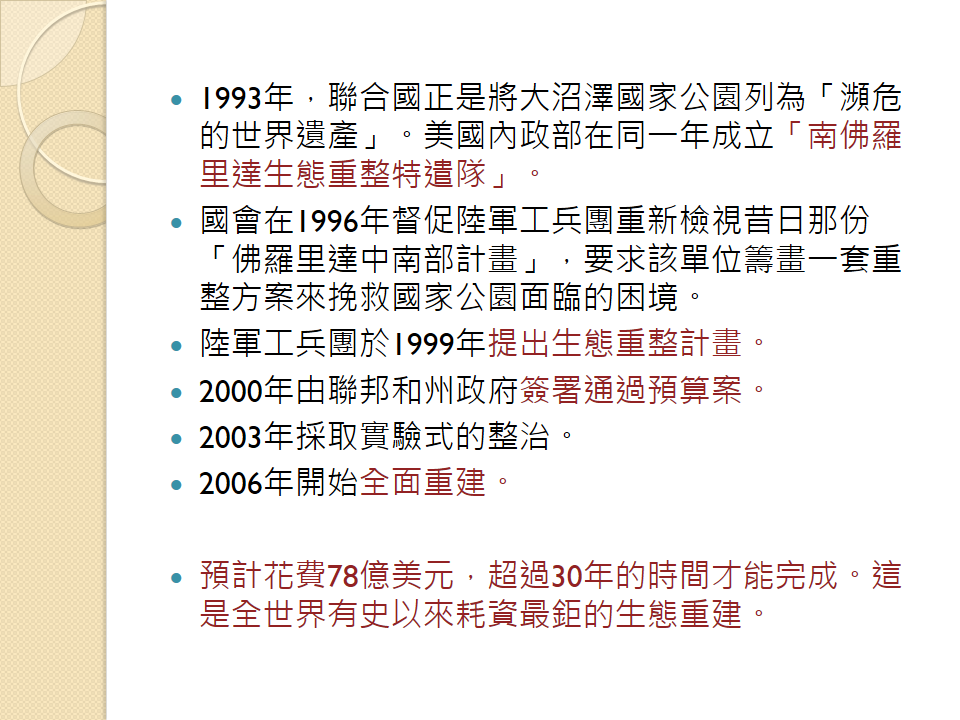 1993年，聯合國正是將大沼澤國家公園列為「瀕危
的世界遺產」。美國內政部在同一年成立「南佛羅
里達生態重整特遣隊」。
國會在1996年督促陸軍工兵團重新檢視昔日那份
「佛羅里達中南部計畫」，要求該單位籌畫一套重
整方案來挽救國家公園面臨的困境。
陸軍工兵團於1999年提出生態重整計畫。
2000年由聯邦和州政府簽署通過預算案。
2003年採取實驗式的整治。
2006年開始全面重建。
預計花費78億美元，超過30年的時間才能完成。這
是全世界有史以來耗資最鉅的生態重建。